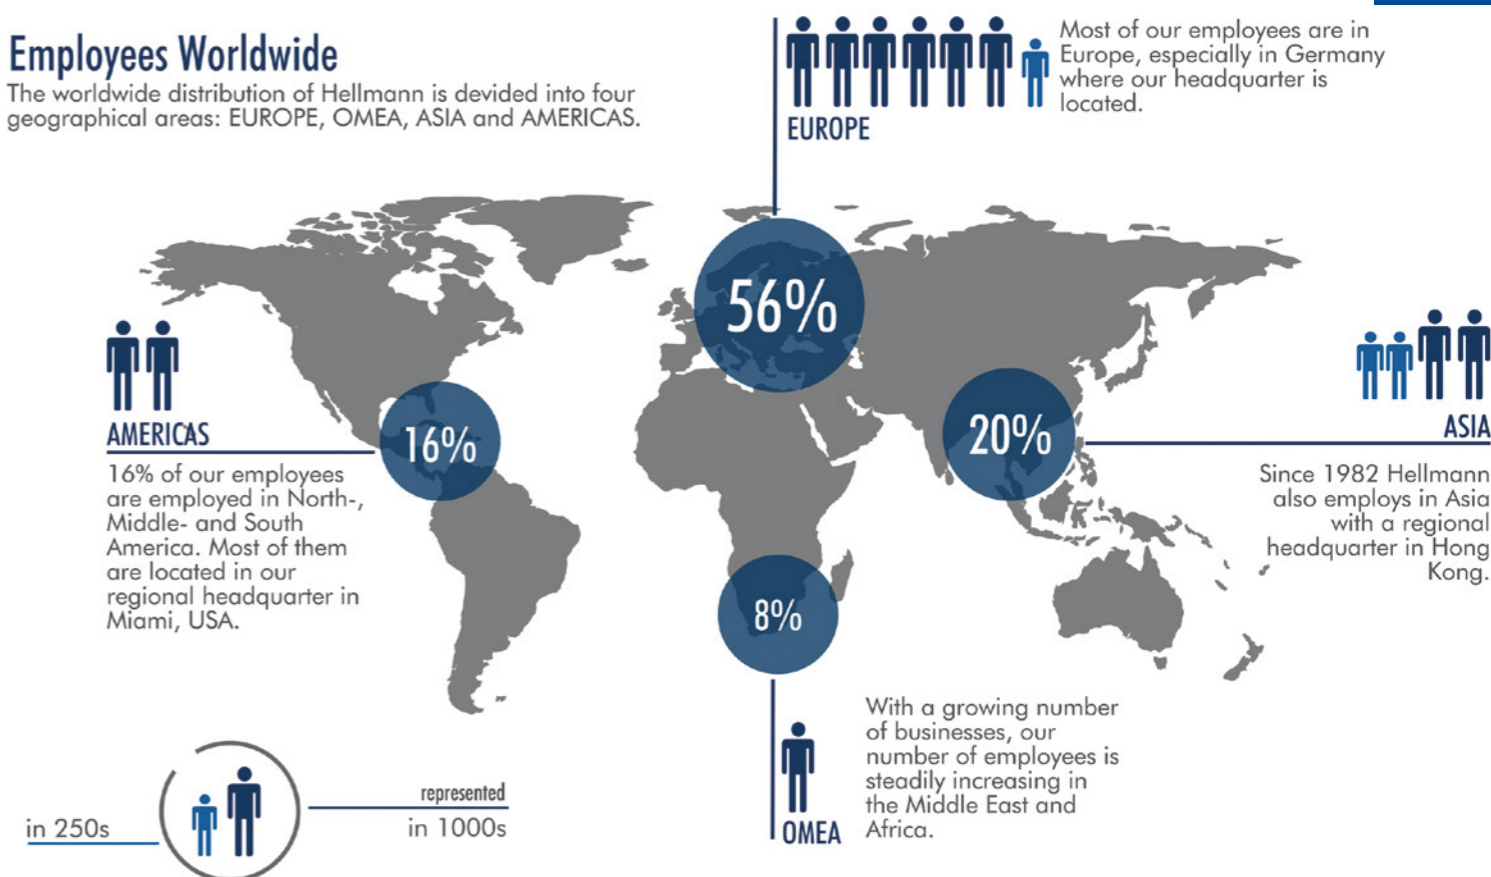 Employees Worldwide
The worldwide distribution of Hellmann is devided into four
geographical areas: EUROPE, OMEA, ASIA and AMERICAS.
EUROPE
Most of our employees are in
Europe, especially in Germany
where our headquarter is
located.
56%
AMERICAS
16%
16% of our employees
are employed in North-,
Middle- and South
America. Most of them
are located in our
regional headquarter in
Miami, USA.
20%
ASIA
Since 1982 Hellmann
also employs in Asia
with a regional
headquarter in Hong
Kong.
8%
OMEA
With a growing number
of businesses, our
number of employees is
steadily increasing in
the Middle East and
Africa.
in 250s
represented
in 1000s